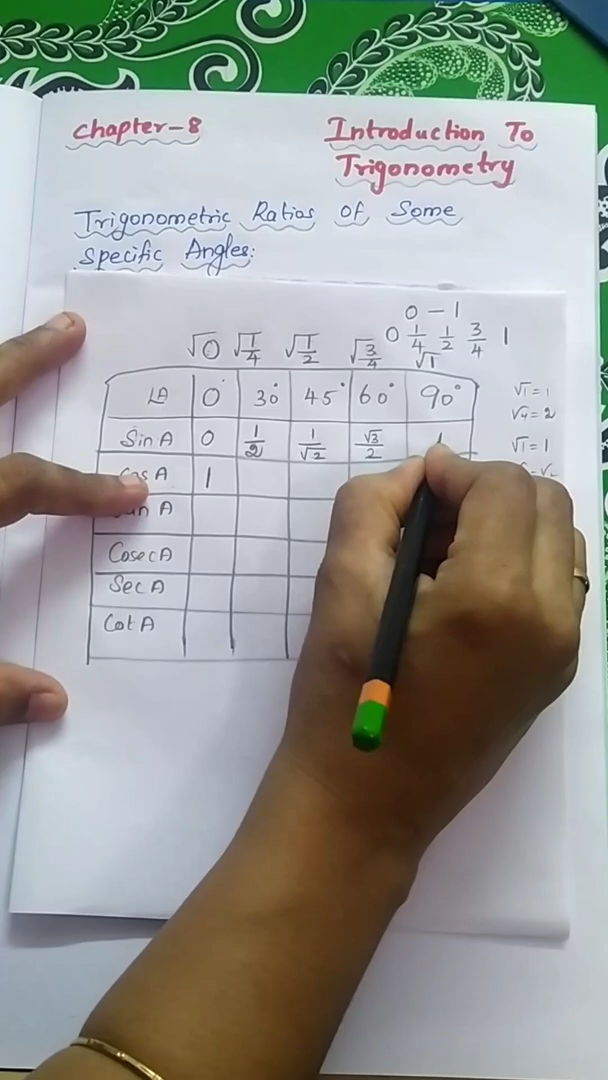 Chapter-8 Introduction To
Trigonometry
Trigonometric Ratios Of Some
Specific Angles:
0 - 1
0 1/4 1/2 3/4 1
√0 √1/4 √1/2 √3/4 √1
∠A 0° 30° 45° 60° 90°
Sin A 0 1/2 1/√2 √3/2 1
Cos A 1
A
Cosec A
Sec A
Cot A
√1 = 1
√4 = 2
√1 = 1